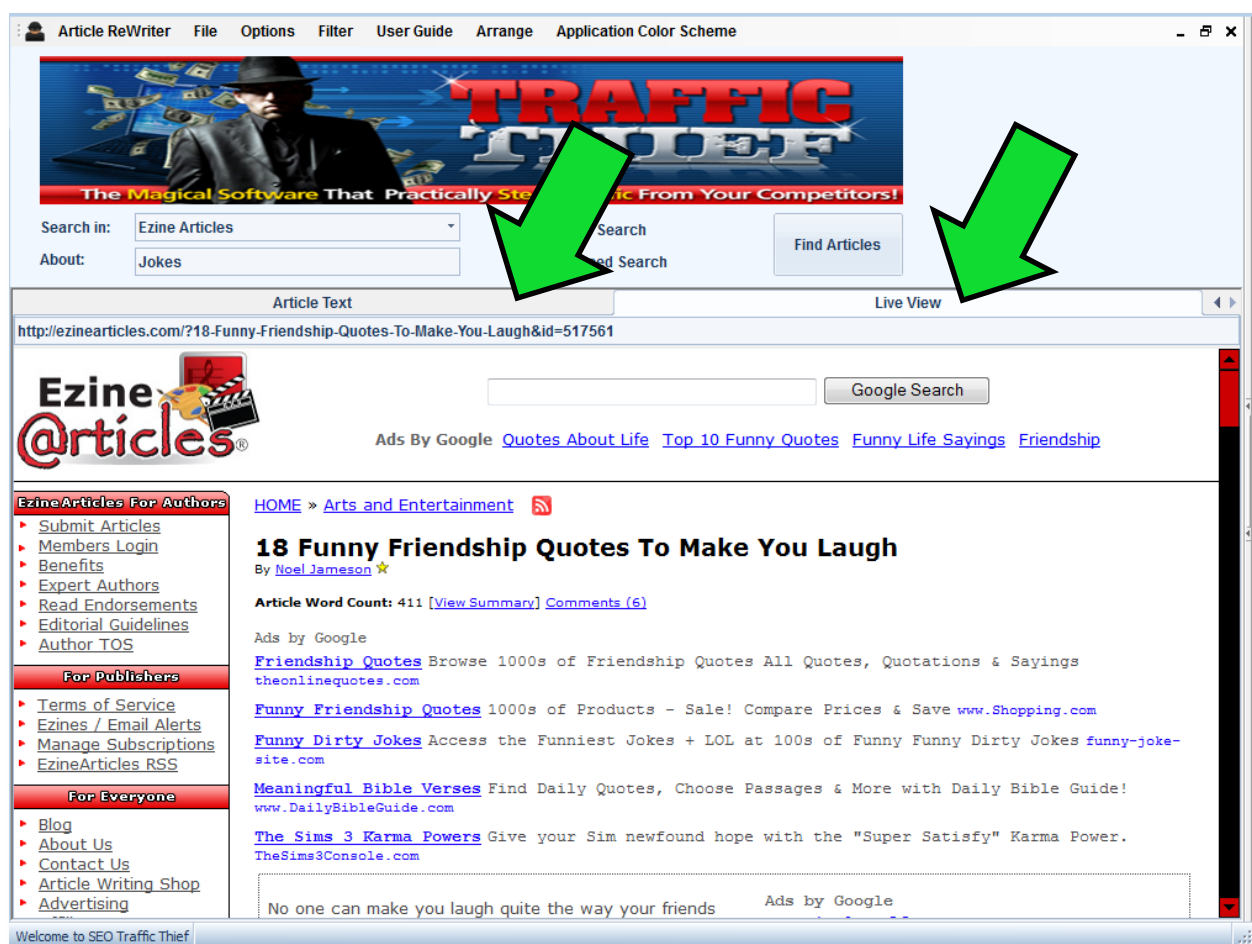 Article ReWriter File Options Filter User Guide Arrange Application Color Scheme
TRAFFIC
THIEF
The Magical Software That Practically From Your Competitors!
Search in: Ezine Articles Search
Find Articles
About: Jokes Search
Article Text Live View
http://ezinearticles.com/?18-Funny-Friendship-Quotes-To-Make-You-Laugh&id=517561
Ezine
@rticles®
Google Search
Ads By Google Quotes About Life Top 10 Funny Quotes Funny Life Sayings Friendship
EzineArticles For Authors
Submit Articles
Members Login
Benefits
Expert Authors
Read Endorsements
Editorial Guidelines
Author TOS
For Publishers
Terms of Service
Ezines / Email Alerts
Manage Subscriptions
EzineArticles RSS
For Everyone
Blog
About Us
Contact Us
Article Writing Shop
Advertising
HOME » Arts and Entertainment
18 Funny Friendship Quotes To Make You Laugh
By Noel Jameson
Article Word Count: 411 [View Summary] Comments (6)
Ads by Google
Friendship Quotes Browse 1000s of Friendship Quotes All Quotes, Quotations & Sayings
theonlinequotes.com
Funny Friendship Quotes 1000s of Products - Sale! Compare Prices & Save www.Shopping.com
Funny Dirty Jokes Access the Funniest Jokes + LOL at 100s of Funny Funny Dirty Jokes funny-joke-
site.com
Meaningful Bible Verses Find Daily Quotes, Choose Passages & More with Daily Bible Guide!
www.DailyBibleGuide.com
The Sims 3 Karma Powers Give your Sim newfound hope with the "Super Satisfy" Karma Power.
TheSims3Console.com
No one can make you laugh quite the way your friends
Ads by Google
Welcome to SEO Traffic Thief